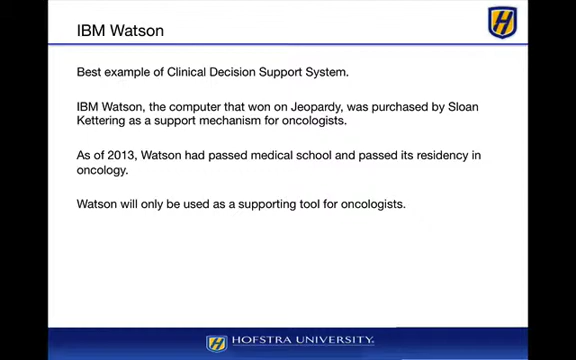 IBM Watson
Best example of Clinical Decision Support System.
IBM Watson, the computer that won on Jeopardy, was purchased by Sloan
Kettering as a support mechanism for oncologists.
As of 2013, Watson had passed medical school and passed its residency in
oncology.
Watson will only be used as a supporting tool for oncologists.
HOFSTRA UNIVERSITY